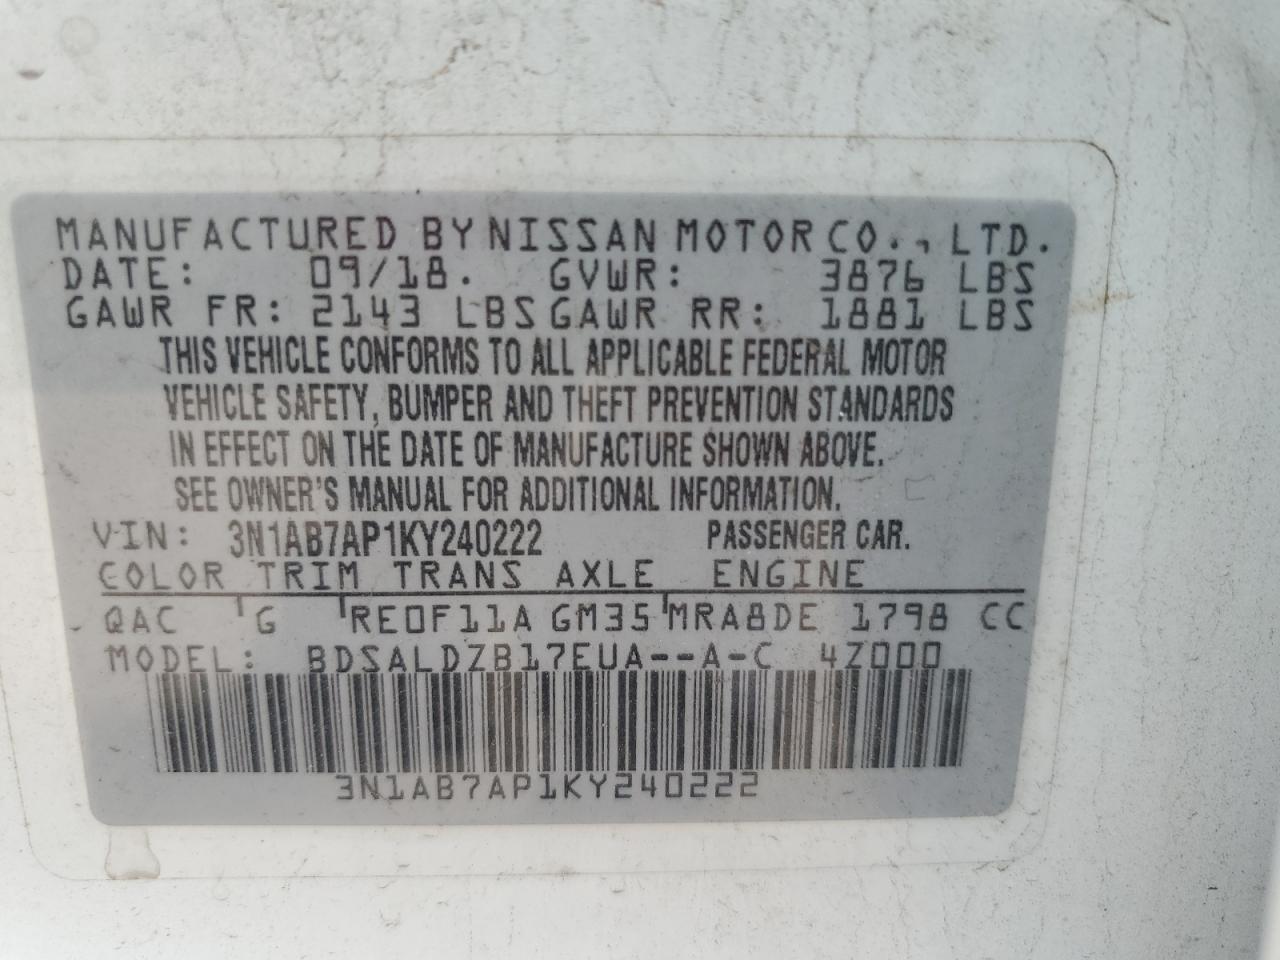 MANUFACTURED BY NISSAN MOTOR CO., LTD.
DATE: 09/18. GVWR: 3876 LBS
GAWR FR: 2143 LBS GAWR RR: 1881 LBS
THIS VEHICLE CONFORMS TO ALL APPLICABLE FEDERAL MOTOR
VEHICLE SAFETY, BUMPER AND THEFT PREVENTION STANDARDS
IN EFFECT ON THE DATE OF MANUFACTURE SHOWN ABOVE.
SEE OWNER'S MANUAL FOR ADDITIONAL INFORMATION.
VIN: 3N1AB7AP1KY240222 PASSENGER CAR.
COLOR TRIM TRANS AXLE ENGINE
QAC G RE0F11A GM35 MRA8DE 1798 CC
MODEL: BDSALDZB17EUA--A-C 4Z000
3N1AB7AP1KY240222